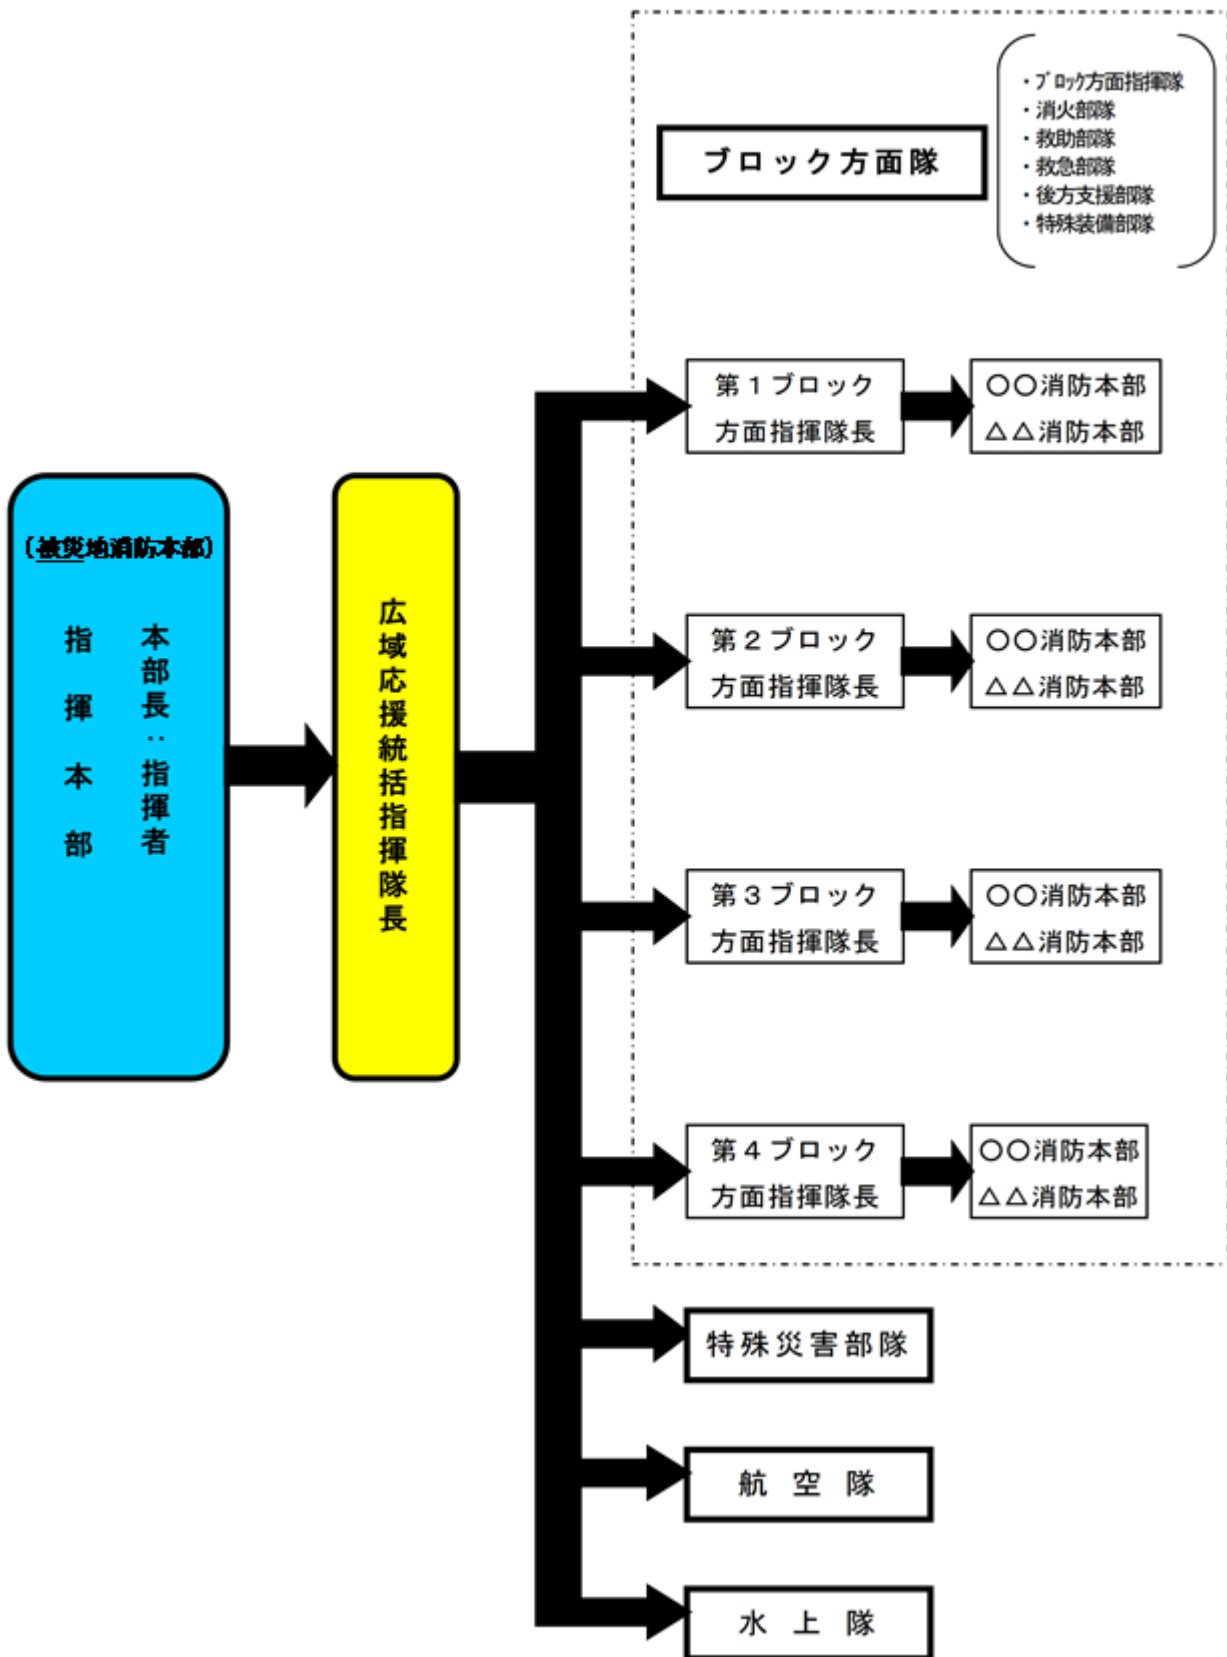 ブロック方面隊
・ブロック方面指揮隊
・消火部隊
・救助部隊
・救急部隊
・後方支援部隊
・特殊装備部隊
第１ブロック
方面指揮隊長
〇〇消防本部
△△消防本部
（被災地消防本部）
本部長：指揮者
指揮本部
広域応援統括指揮隊長
第２ブロック
方面指揮隊長
〇〇消防本部
△△消防本部
第３ブロック
方面指揮隊長
〇〇消防本部
△△消防本部
第４ブロック
方面指揮隊長
〇〇消防本部
△△消防本部
特殊災害部隊
航空隊
水上隊